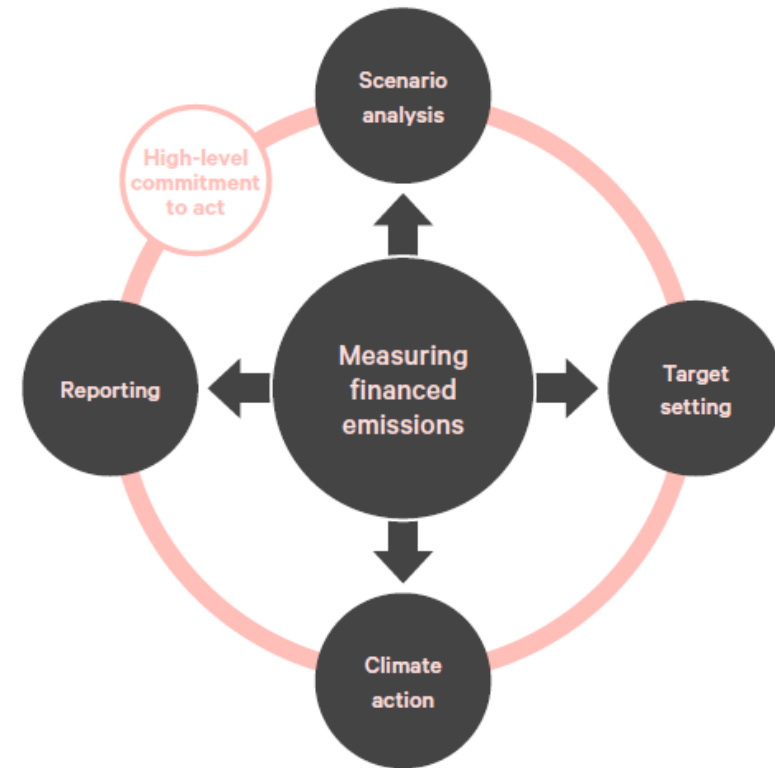 Scenario
analysis
High-level
commitment
to act
Measuring
financed
emissions
Reporting
Target
setting
Climate
action